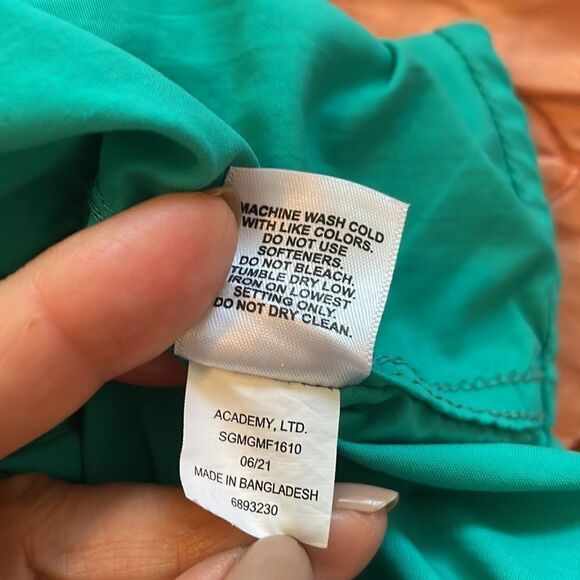 MACHINE WASH COLD
WITH LIKE COLORS.
DO NOT USE
SOFTENERS.
DO NOT BLEACH.
TUMBLE DRY LOW.
IRON ON LOWEST
SETTING ONLY.
DO NOT DRY CLEAN.
ACADEMY, LTD.
SGMGMF1610
06/21
MADE IN BANGLADESH
6893230